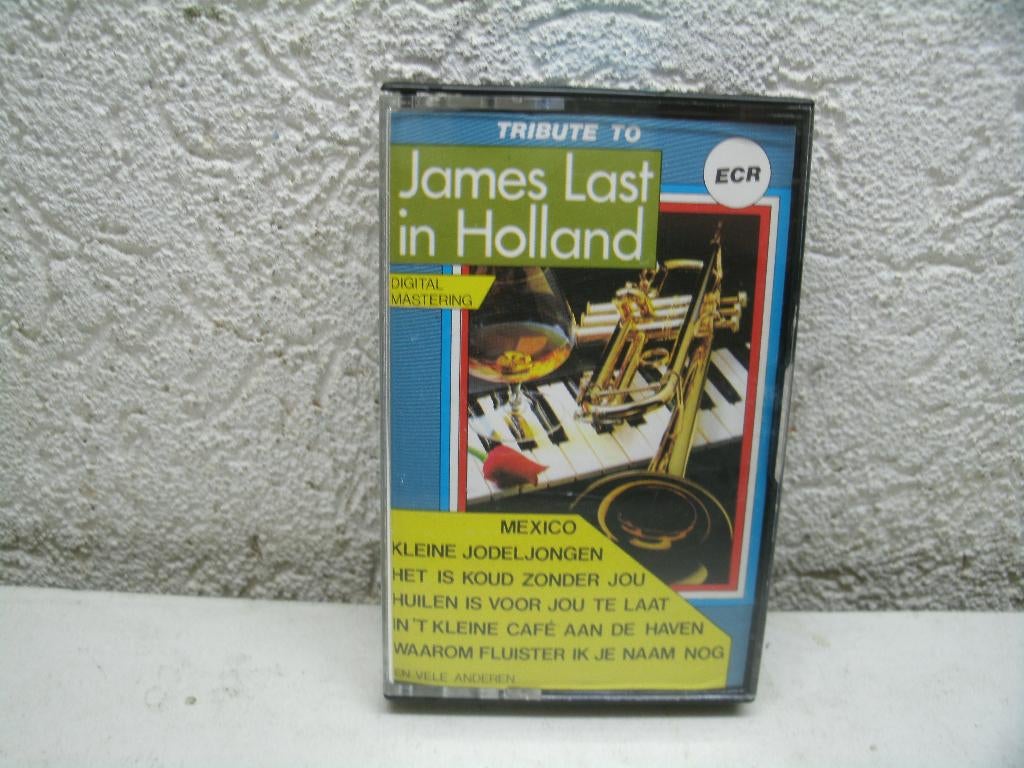 TRIBUTE TO
James Last
in Holland
ECR
DIGITAL
MASTERING
MEXICO
KLEINE JODELJONGEN
HET IS KOUD ZONDER JOU
HUILEN IS VOOR JOU TE LAAT
IN 'T KLEINE CAFÉ AAN DE HAVEN
WAAROM FLUISTER IK JE NAAM NOG
EN VELE ANDEREN